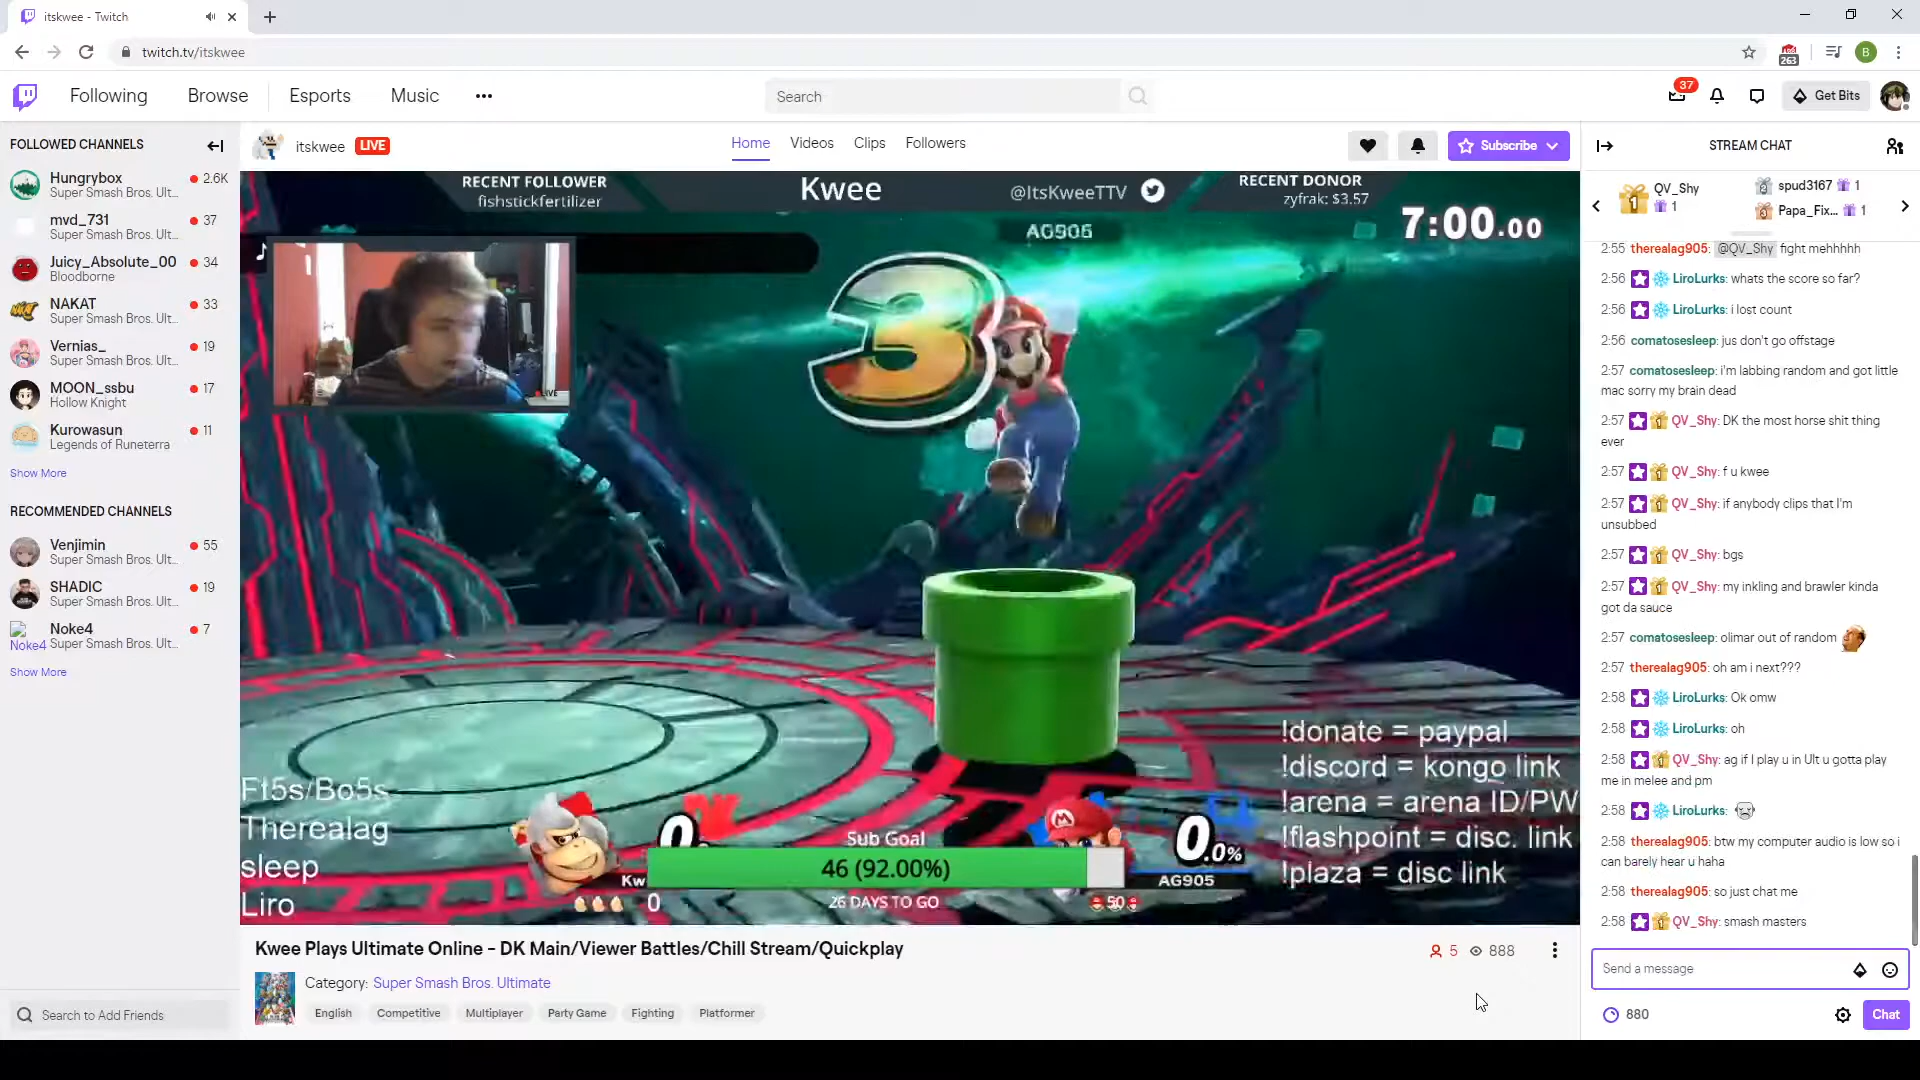 itskwee - Twitch
twitch.tv/itskwee
263
B
Following
Browse
Esports
Music
Search
37
Get Bits
FOLLOWED CHANNELS
Hungrybox
2.6K
Super Smash Bros. Ult...
mvd_731
37
Super Smash Bros. Ult...
Juicy_Absolute_00
34
Bloodborne
NAKAT
33
Super Smash Bros. Ult...
Vernias_
19
Super Smash Bros. Ult...
MOON_ssbu
17
Hollow Knight
Kurowasun
11
Legends of Runeterra
Show More
RECOMMENDED CHANNELS
Venjimin
55
Super Smash Bros. Ult...
SHADIC
19
Super Smash Bros. Ult...
Noke4
7
Noke4
Super Smash Bros. Ult...
Show More
Search to Add Friends
itskwee
LIVE
Home
Videos
Clips
Followers
Subscribe
RECENT FOLLOWER
fishstickfertilizer
Kwee
@ItsKweeTTV
RECENT DONOR
zyfrak: $3.57
AG905
7:00.00
3
LIVE
Ft5s/Bo5s
Therealag
sleep
Liro
!donate = paypal
!discord = kongo link
!arena = arena ID/PW
!flashpoint = disc. link
!plaza = disc link
Sub Goal
46 (92.00%)
0
26 DAYS TO GO
50
Kw
0
0.0%
AG905
Kwee Plays Ultimate Online - DK Main/Viewer Battles/Chill Stream/Quickplay
5
888
Category: Super Smash Bros. Ultimate
English
Competitive
Multiplayer
Party Game
Fighting
Platformer
STREAM CHAT
QV_Shy
1
spud3167 1
Papa_Fix... 1
2:55 therealag905: @QV_Shy fight mehhhhh
2:56 LiroLurks: whats the score so far?
2:56 LiroLurks: i lost count
2:56 comatosesleep: jus don't go offstage
2:57 comatosesleep: i'm labbing random and got little
mac sorry my brain dead
2:57 QV_Shy: DK the most horse shit thing
ever
2:57 QV_Shy: f u kwee
2:57 QV_Shy: if anybody clips that I'm
unsubbed
2:57 QV_Shy: bgs
2:57 QV_Shy: my inkling and brawler kinda
got da sauce
2:57 comatosesleep: olimar out of random
2:57 therealag905: oh am i next???
2:58 LiroLurks: Ok omw
2:58 LiroLurks: oh
2:58 QV_Shy: ag if I play u in Ult u gotta play
me in melee and pm
2:58 LiroLurks:
2:58 therealag905: btw my computer audio is low so i
can barely hear u haha
2:58 therealag905: so just chat me
2:58 QV_Shy: smash masters
Send a message
880
Chat